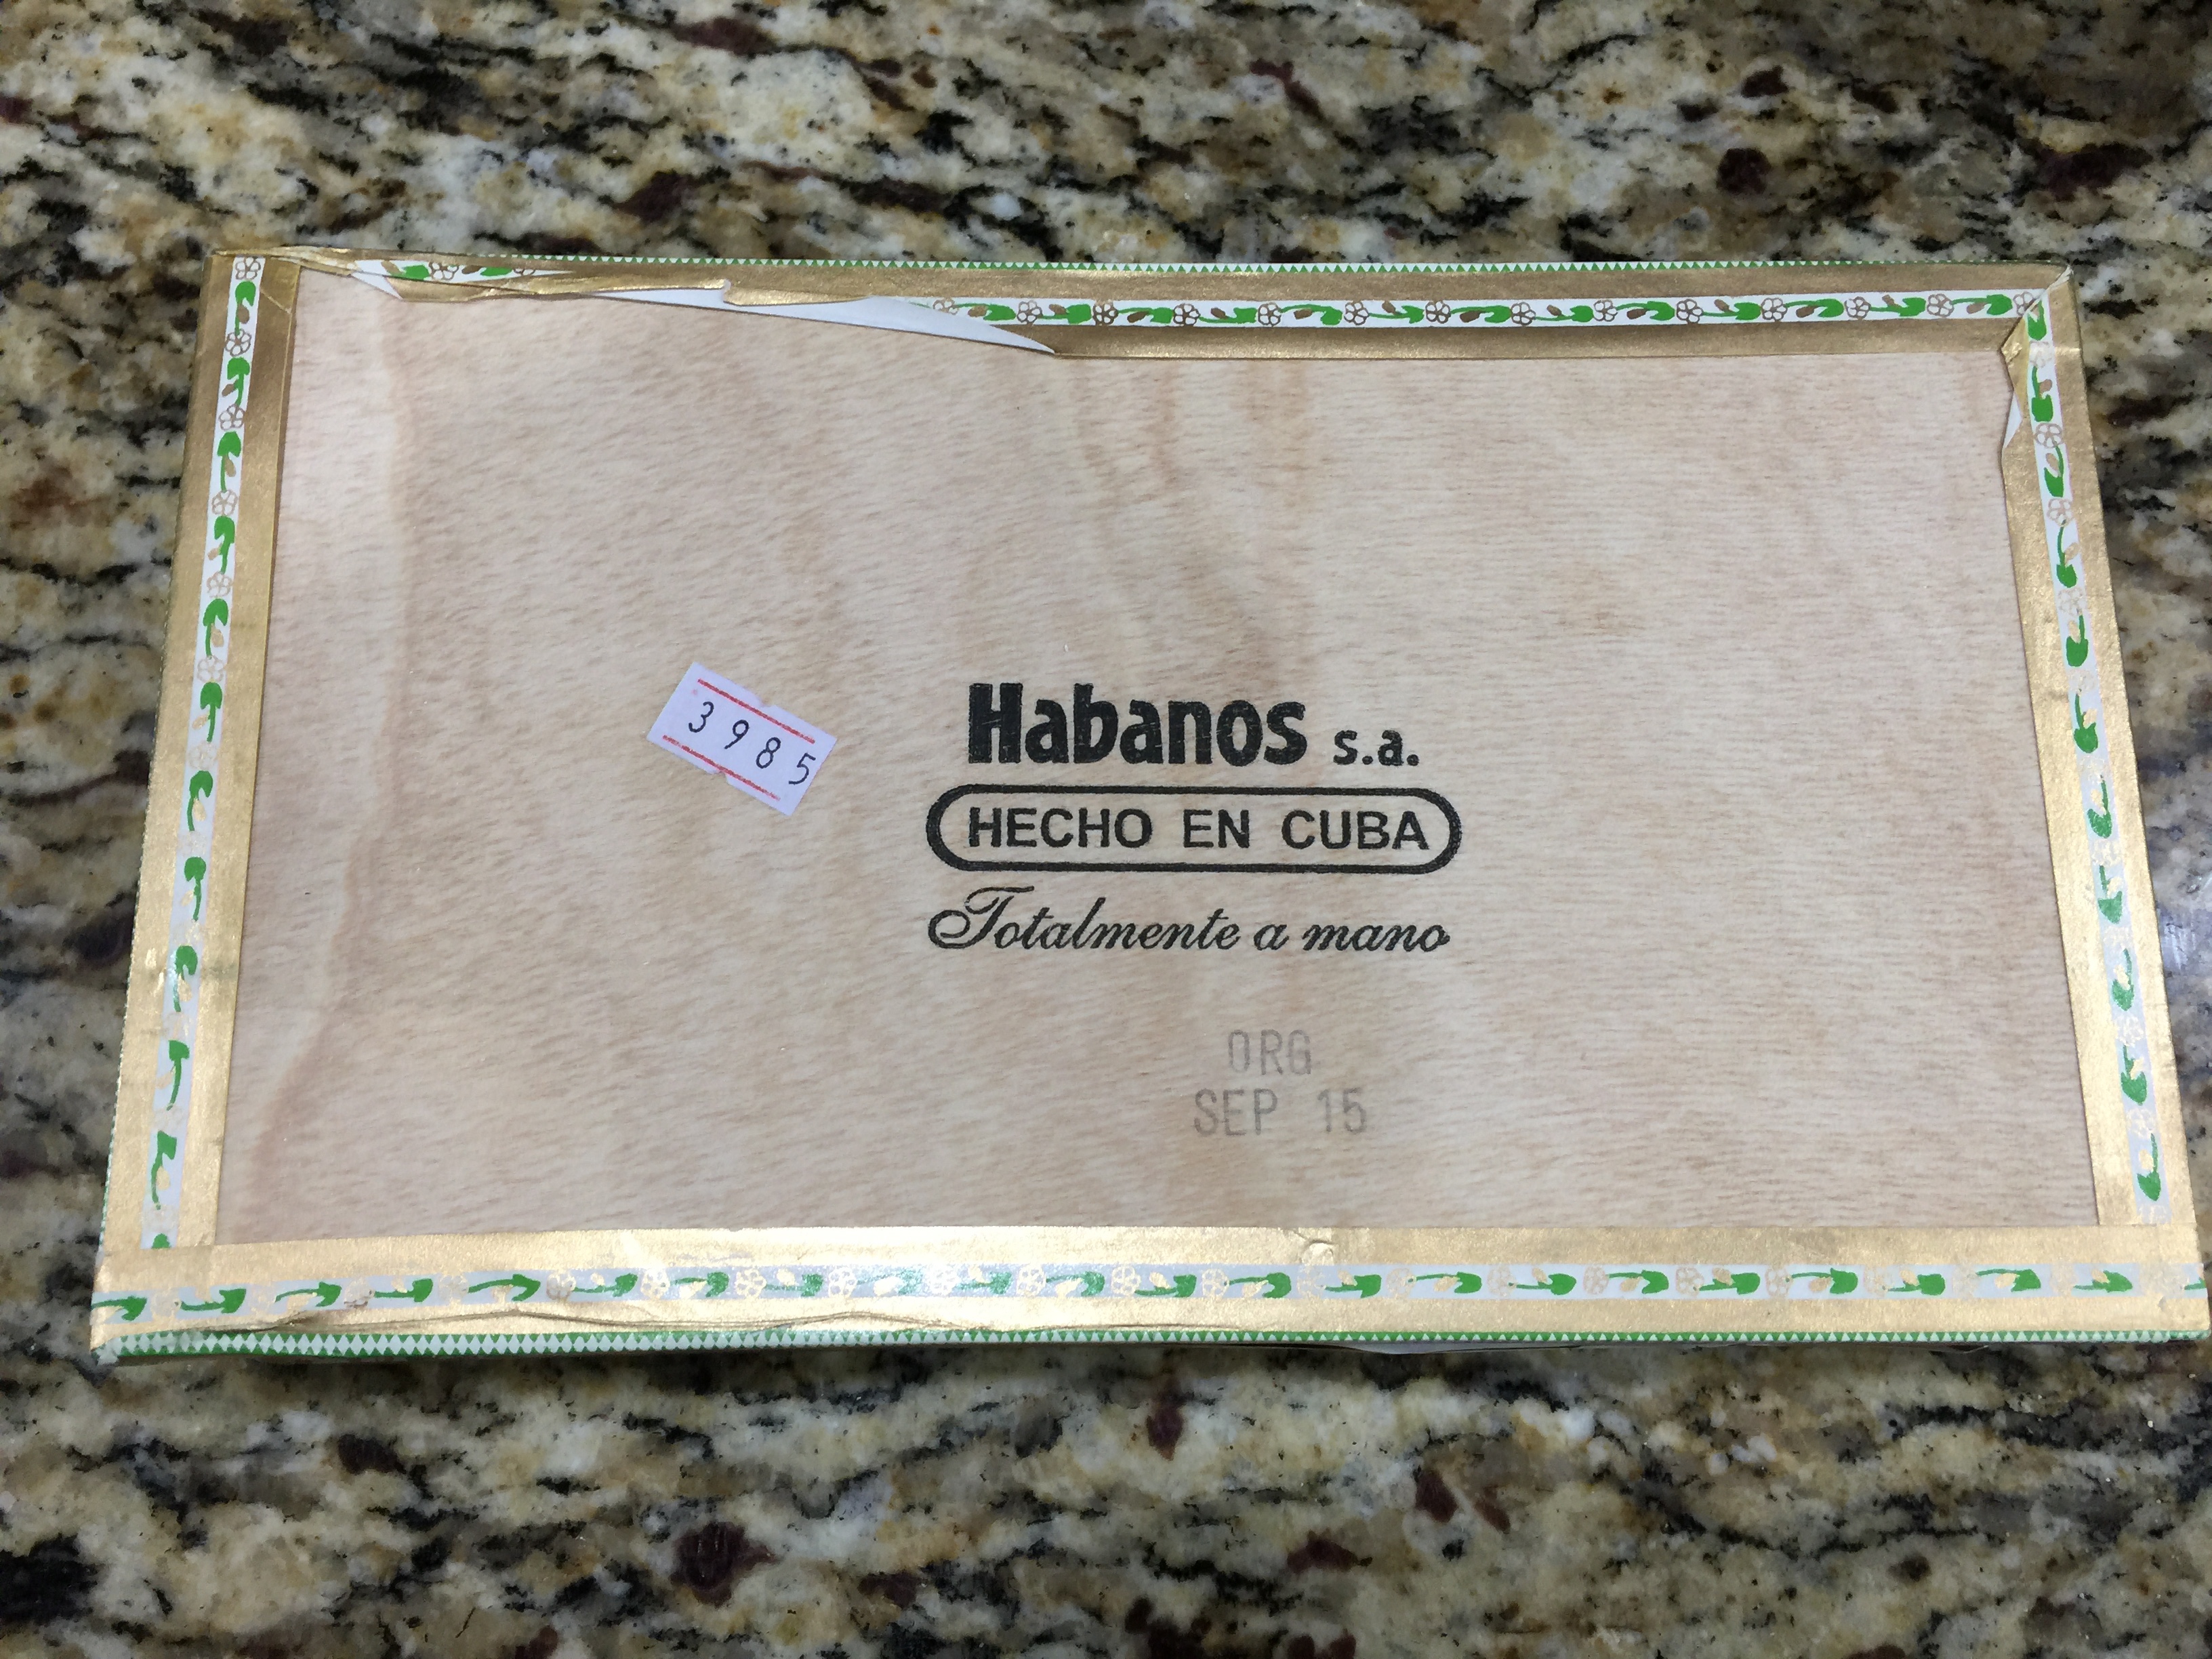 3985
Habanos s.a.
HECHO EN CUBA
Totalmente a mano
ORG
SEP 15